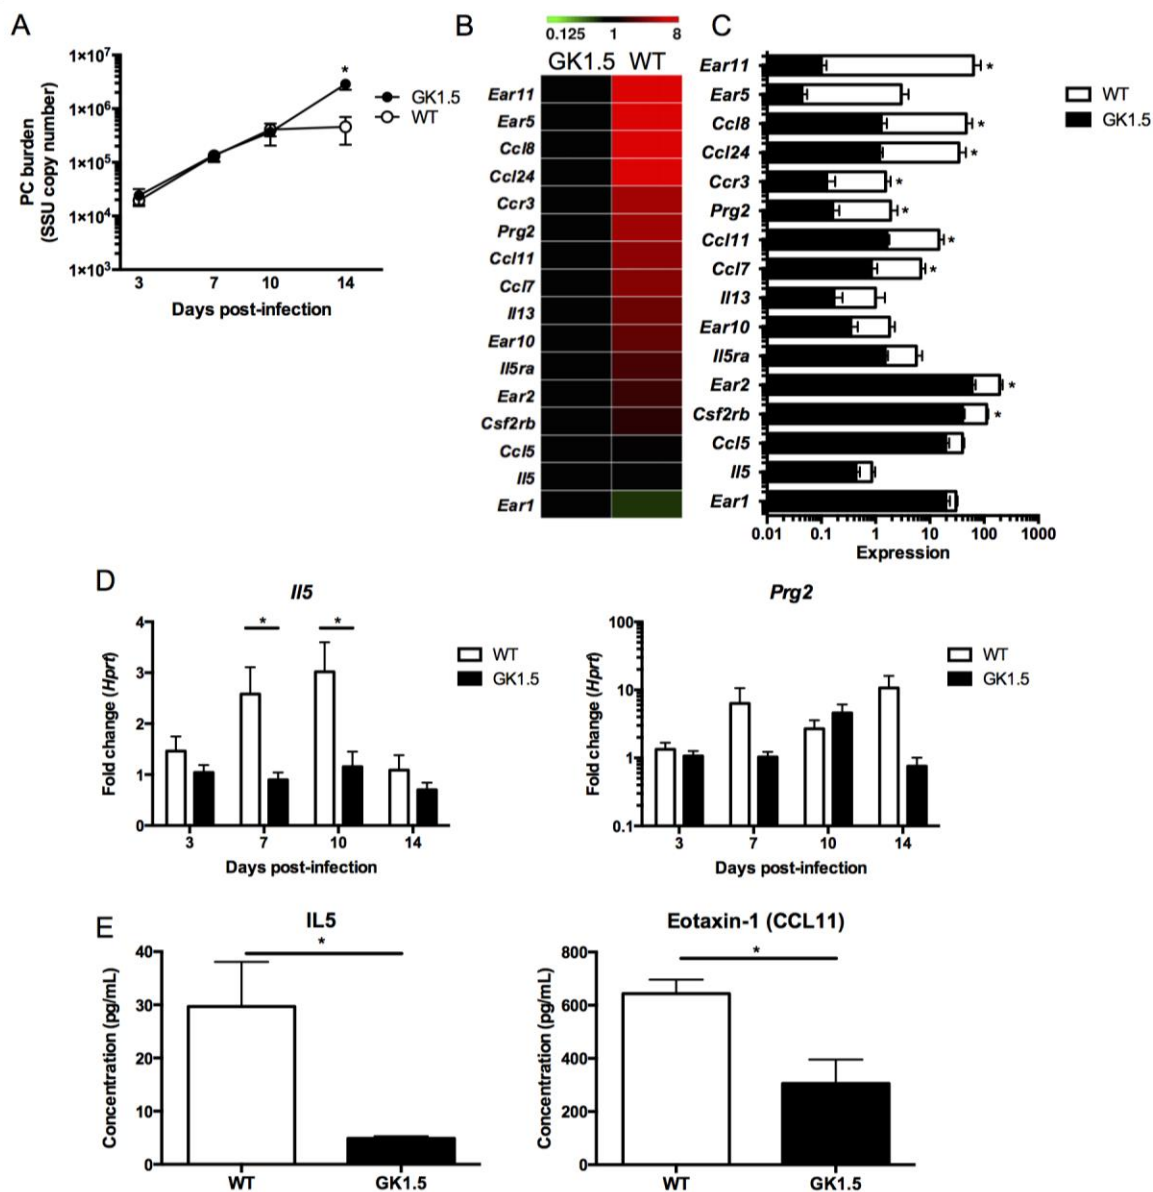 A
PC burden
(SSU copy number)
1×10⁷
1×10⁶
1×10⁵
1×10⁴
1×10³
*
GK1.5
WT
3 7 10 14
Days post-infection
B
0.125 1 8
GK1.5 WT
Ear11
Ear5
Ccl8
Ccl24
Ccr3
Prg2
Ccl11
Ccl7
Il13
Ear10
Il5ra
Ear2
Csf2rb
Ccl5
Il5
Ear1
C
Ear11 *
Ear5
Ccl8 *
Ccl24 *
Ccr3 *
Prg2 *
Ccl11 *
Ccl7 *
Il13
Ear10
Il5ra
Ear2 *
Csf2rb *
Ccl5
Il5
Ear1
0.01 0.1 1 10 100 1000
Expression
WT
GK1.5
D
Il5
Fold change (Hprt)
4
3
2
1
0
* *
WT
GK1.5
3 7 10 14
Days post-infection
Prg2
Fold change (Hprt)
100
10
1
0.1
WT
GK1.5
3 7 10 14
Days post-infection
E
IL5
Concentration (pg/mL)
40
30
20
10
0
*
WT GK1.5
Eotaxin-1 (CCL11)
Concentration (pg/mL)
800
600
400
200
0
*
WT GK1.5